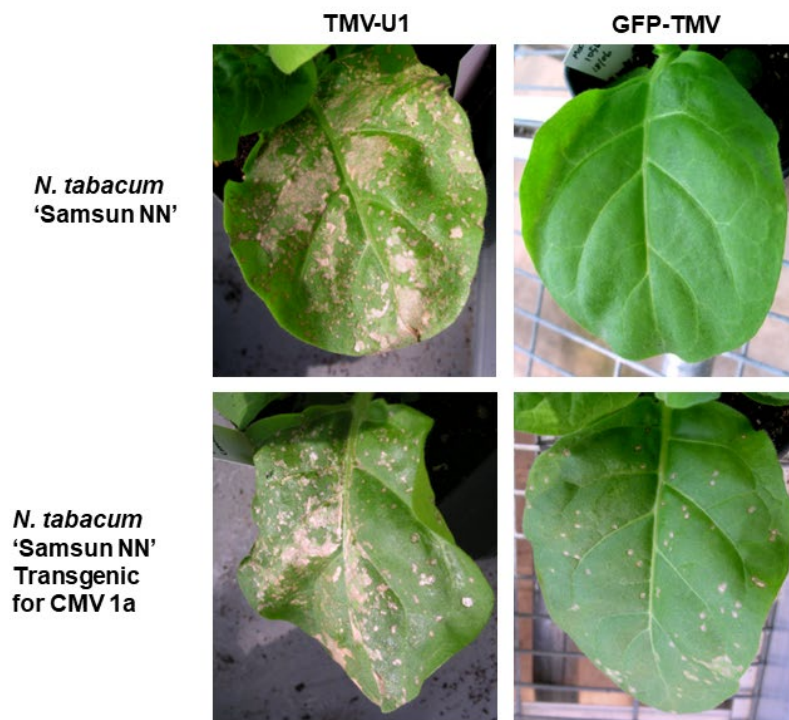 TMV-U1
GFP-TMV
N. tabacum
‘Samsun NN’
N. tabacum
‘Samsun NN’
Transgenic
for CMV 1a